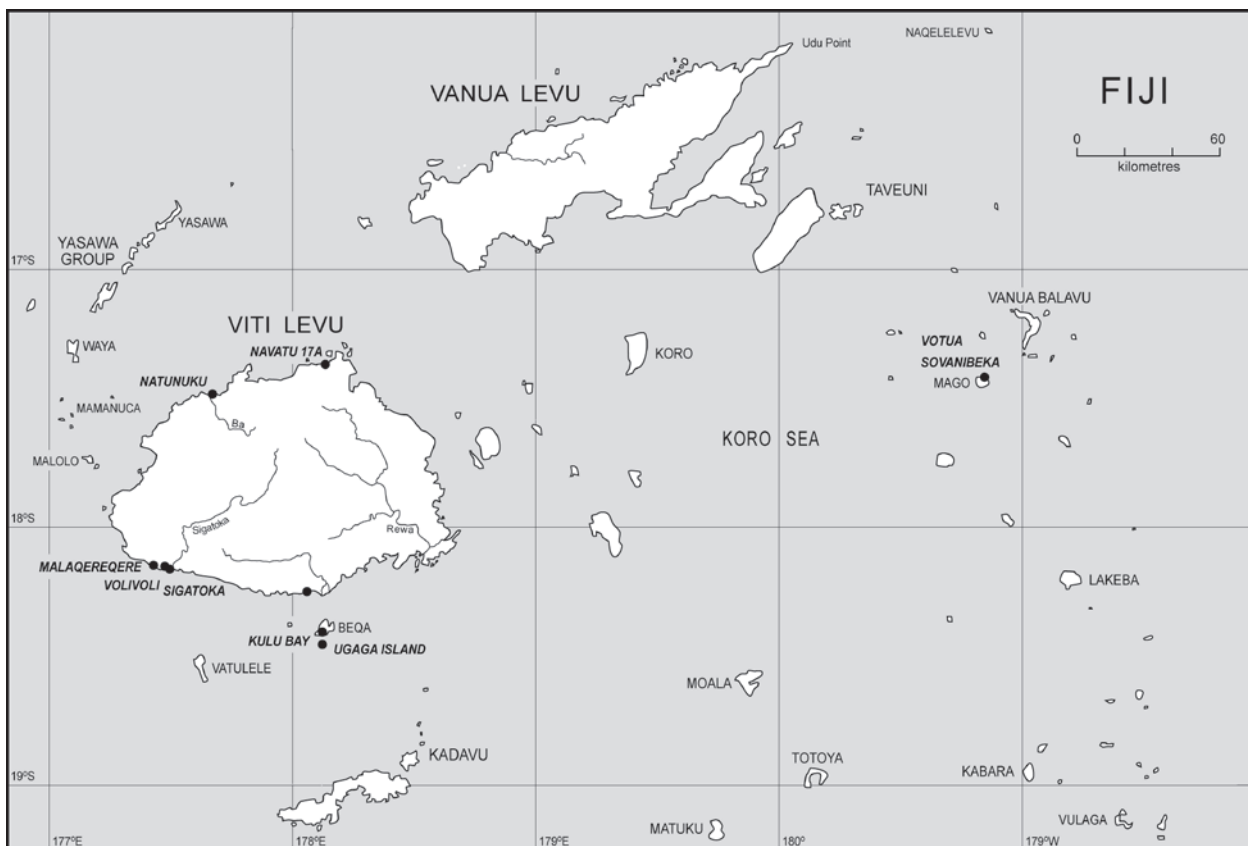 Udu Point
NAQELELEVU
VANUA LEVU
FIJI
0 60
kilometres
TAVEUNI
YASAWA
YASAWA
GROUP
17°S
VANUA BALAVU
VITI LEVU
WAYA
NAVATU 17A
KORO
VOTUA
SOVANIBEKA
MAGO
NATUNUKU
MAMANUCA
Ba
KORO SEA
MALOLO
18°S
Sigatoka
Rewa
MALAQEREQERE
VOLIVOLI
SIGATOKA
LAKEBA
BEQA
KULU BAY
UGAGA ISLAND
VATULELE
MOALA
KADAVU
TOTOYA
KABARA
19°S
MATUKU
VULAGA
177°E
178°E
179°E
180°
179°W